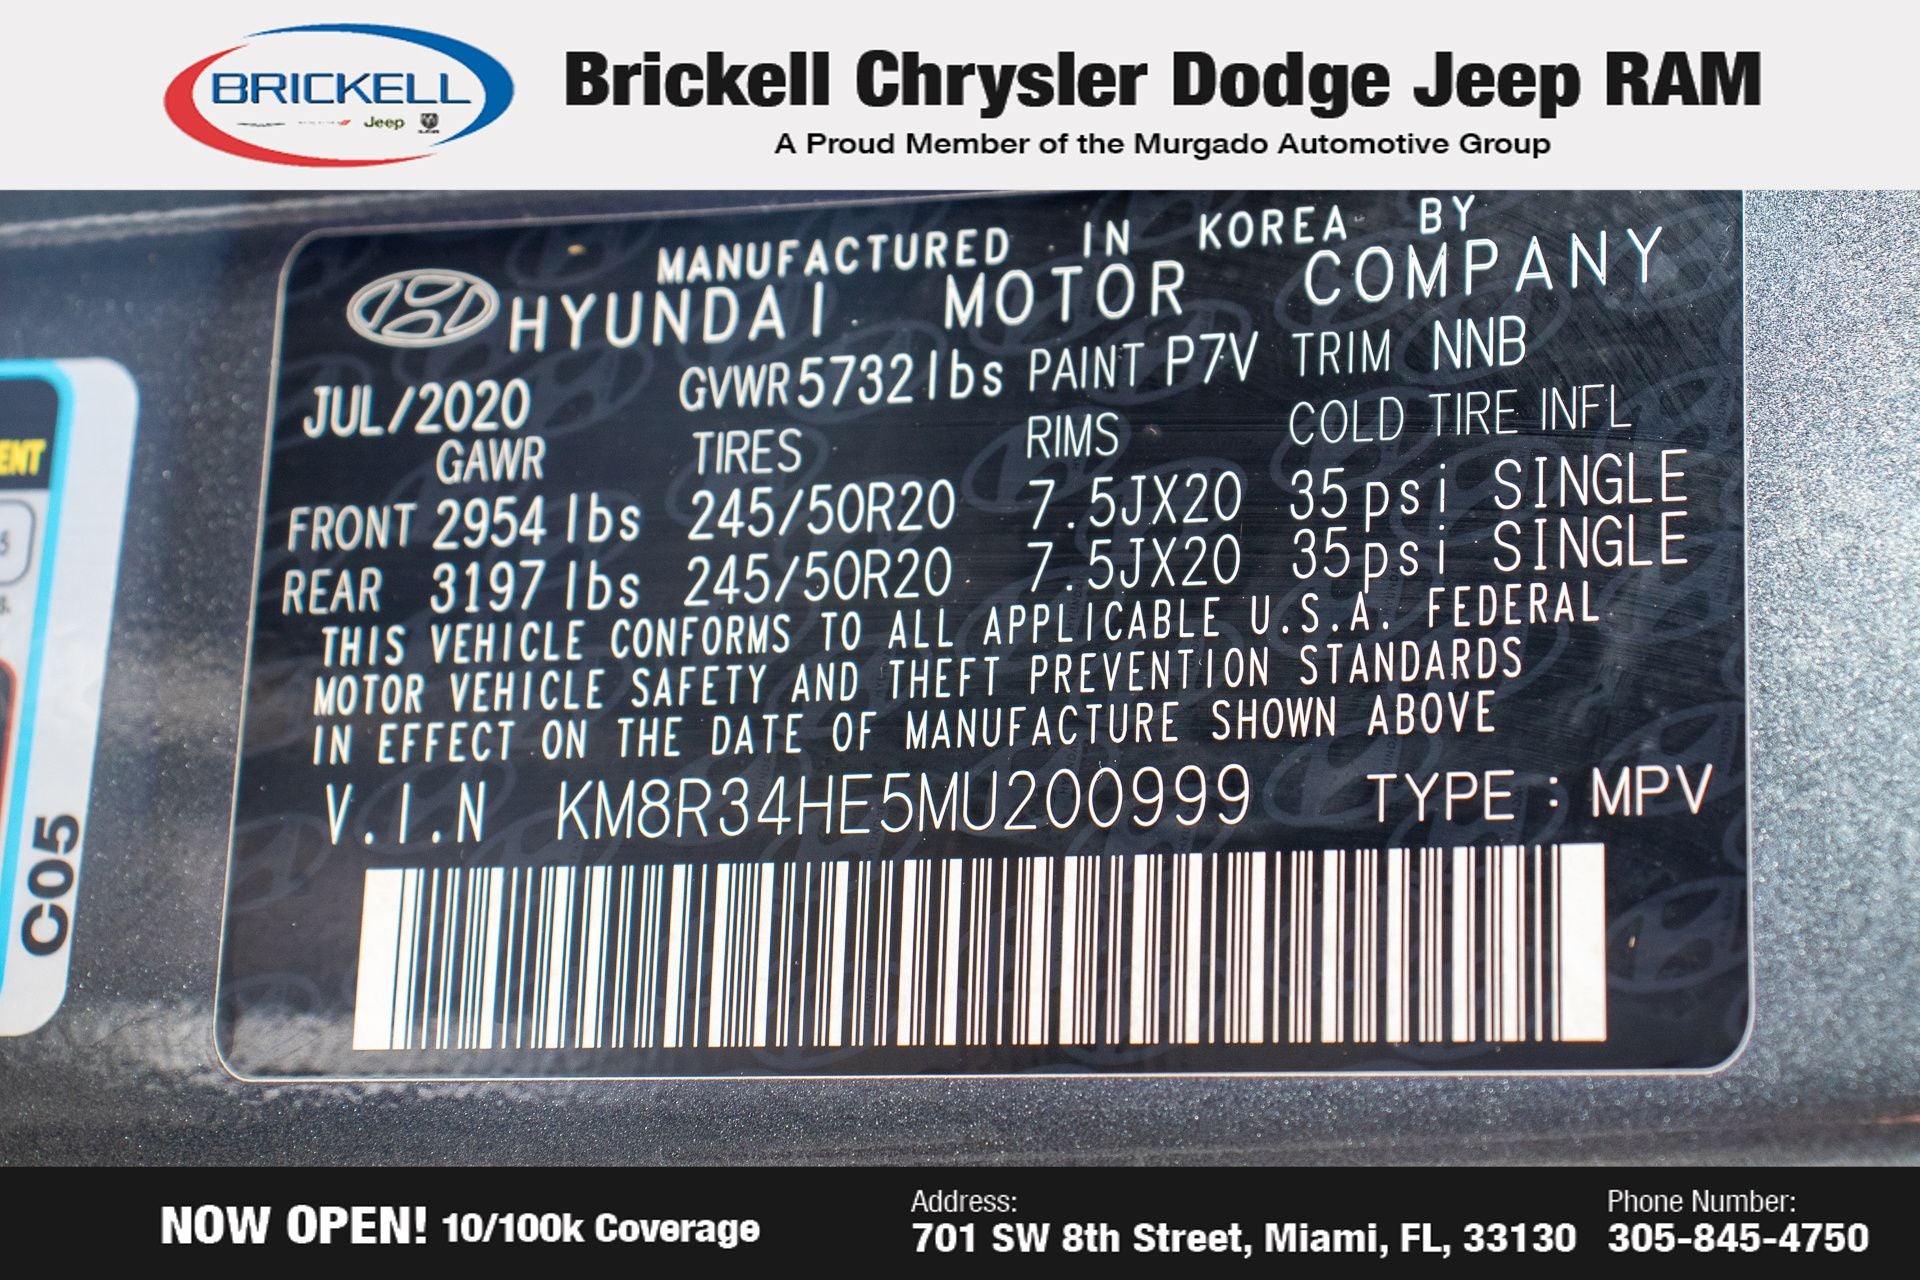 BRICKELL
Jeep
Brickell Chrysler Dodge Jeep RAM
A Proud Member of the Murgado Automotive Group
MANUFACTURED IN KOREA BY
HYUNDAI MOTOR COMPANY
JUL/2020 GVWR 5732 lbs PAINT P7V TRIM NNB
GAWR TIRES RIMS COLD TIRE INFL
FRONT 2954 lbs 245/50R20 7.5JX20 35psi SINGLE
REAR 3197 lbs 245/50R20 7.5JX20 35psi SINGLE
THIS VEHICLE CONFORMS TO ALL APPLICABLE U.S.A. FEDERAL
MOTOR VEHICLE SAFETY AND THEFT PREVENTION STANDARDS
IN EFFECT ON THE DATE OF MANUFACTURE SHOWN ABOVE
V.I.N KM8R34HE5MU200999 TYPE : MPV
C05
NOW OPEN! 10/100k Coverage
Address:
701 SW 8th Street, Miami, FL, 33130
Phone Number:
305-845-4750